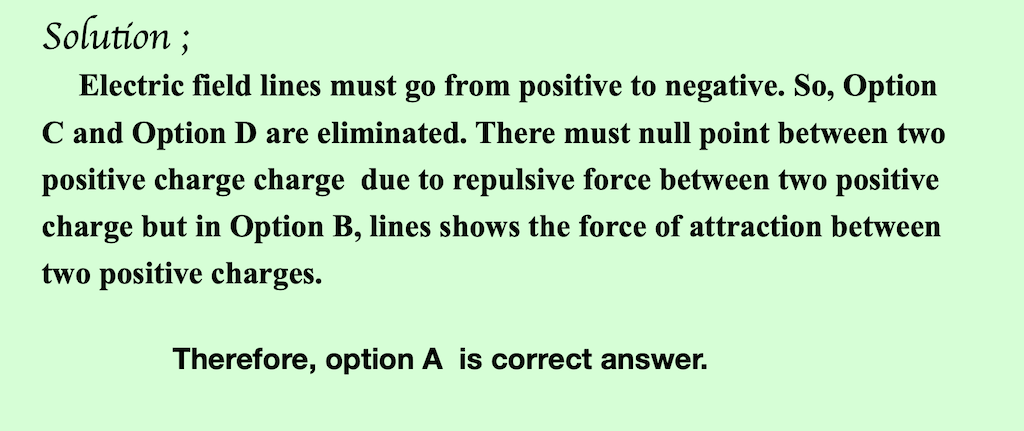 Solution ;
Electric field lines must go from positive to negative. So, Option
C and Option D are eliminated. There must null point between two
positive charge charge  due to repulsive force between two positive
charge but in Option B, lines shows the force of attraction between
two positive charges.
Therefore, option A  is correct answer.